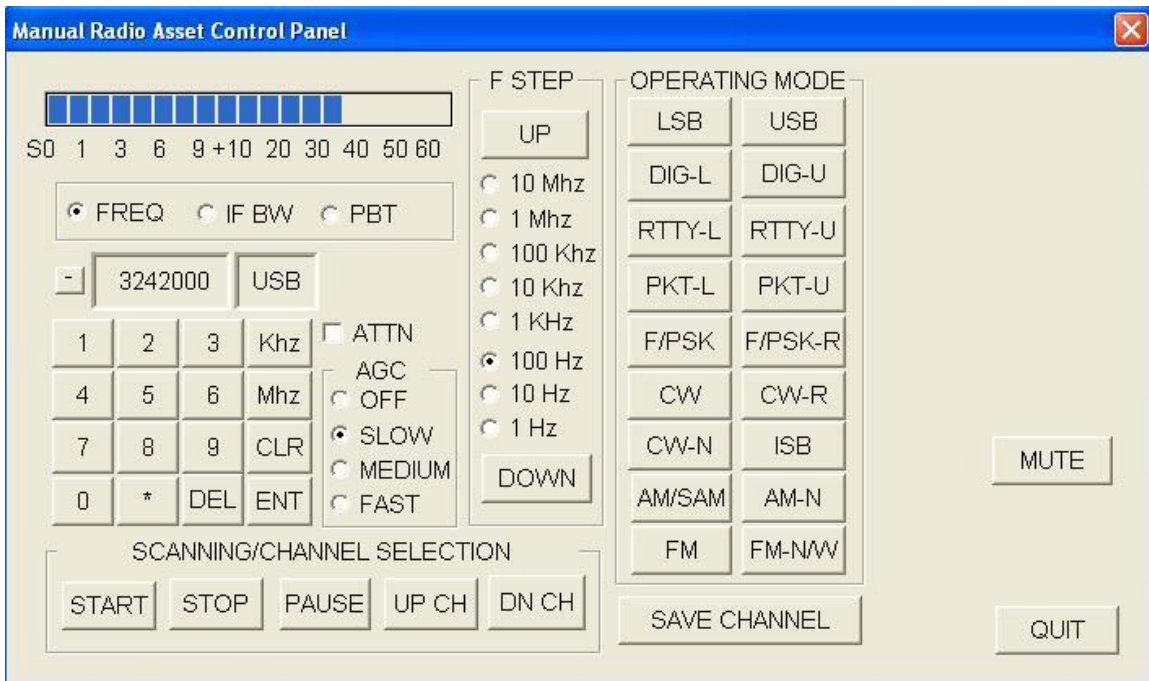 Manual Radio Asset Control Panel
S0 1 3 6 9 +10 20 30 40 50 60
FREQ IF BW PBT
- 3242000 USB
1 2 3 Khz
4 5 6 Mhz
7 8 9 CLR
0 * DEL ENT
ATTN
AGC
OFF
SLOW
MEDIUM
FAST
F STEP
UP
10 Mhz
1 Mhz
100 Khz
10 Khz
1 KHz
100 Hz
10 Hz
1 Hz
DOWN
OPERATING MODE
LSB USB
DIG-L DIG-U
RTTY-L RTTY-U
PKT-L PKT-U
F/PSK F/PSK-R
CW CW-R
CW-N ISB
AM/SAM AM-N
FM FM-N/W
SCANNING/CHANNEL SELECTION
START STOP PAUSE UP CH DN CH
SAVE CHANNEL
MUTE
QUIT